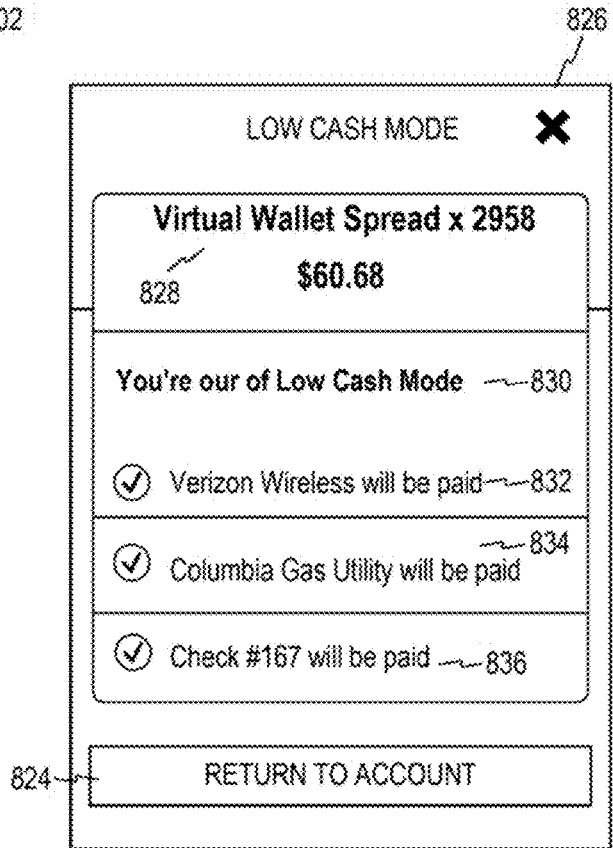 02
826
LOW CASH MODE
Virtual Wallet Spread x 2958
828
$60.68
You're our of Low Cash Mode 830
Verizon Wireless will be paid 832
834
Columbia Gas Utility will be paid
Check #167 will be paid 836
824 RETURN TO ACCOUNT